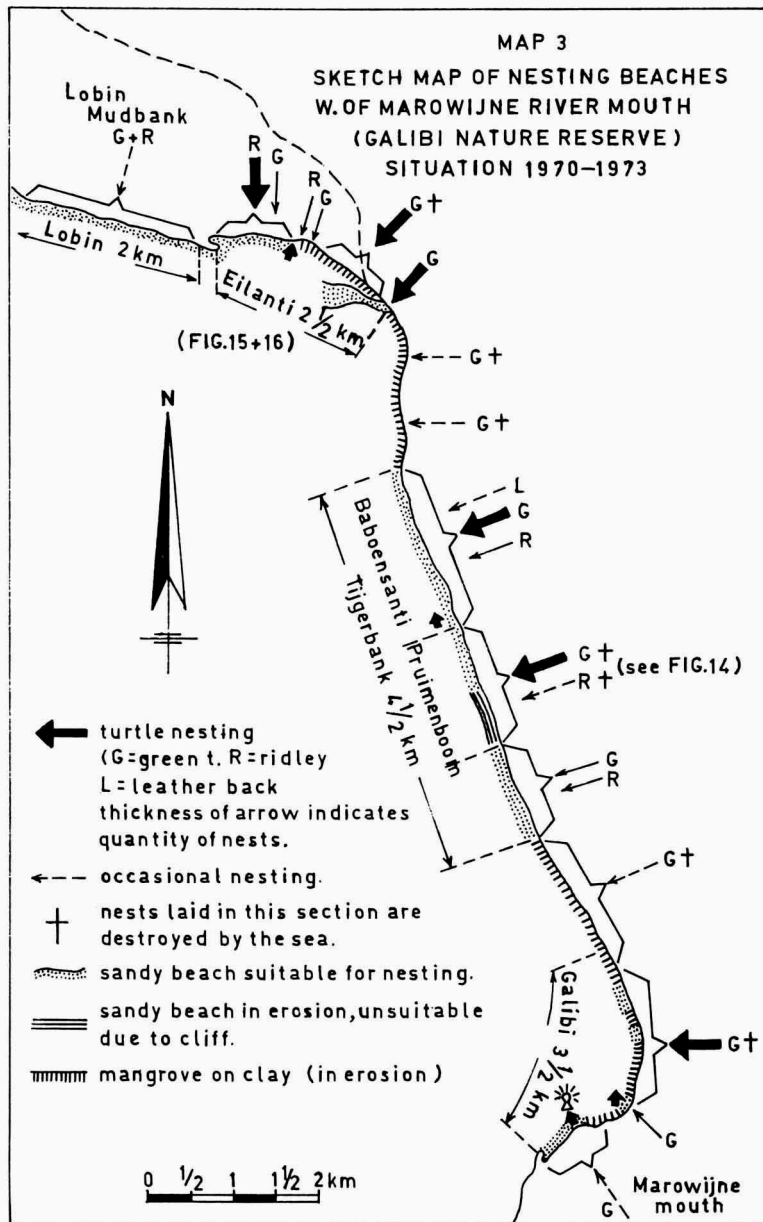 MAP 3
SKETCH MAP OF NESTING BEACHES
W. OF MAROWIJNE RIVER MOUTH
(GALIBI NATURE RESERVE)
SITUATION 1970–1973
Lobin
Mudbank
G+R
R
G
R
G
G†
G
Lobin 2km
Eilanti 2 1/2 km
(FIG.15+16)
G†
G†
N
L
G
R
Baboensanti
Tijgerbank 4 1/2 km
Pruimenboom
G†
R†
(see FIG.14)
G
R
G†
turtle nesting
(G=green t. R=ridley
L=leather back
thickness of arrow indicates
quantity of nests.
occasional nesting.
nests laid in this section are
destroyed by the sea.
sandy beach suitable for nesting.
sandy beach in erosion, unsuitable
due to cliff.
mangrove on clay (in erosion)
Galibi 3 1/2 km
G†
G
G
Marowijne
mouth
0 1/2 1 1 1/2 2 km